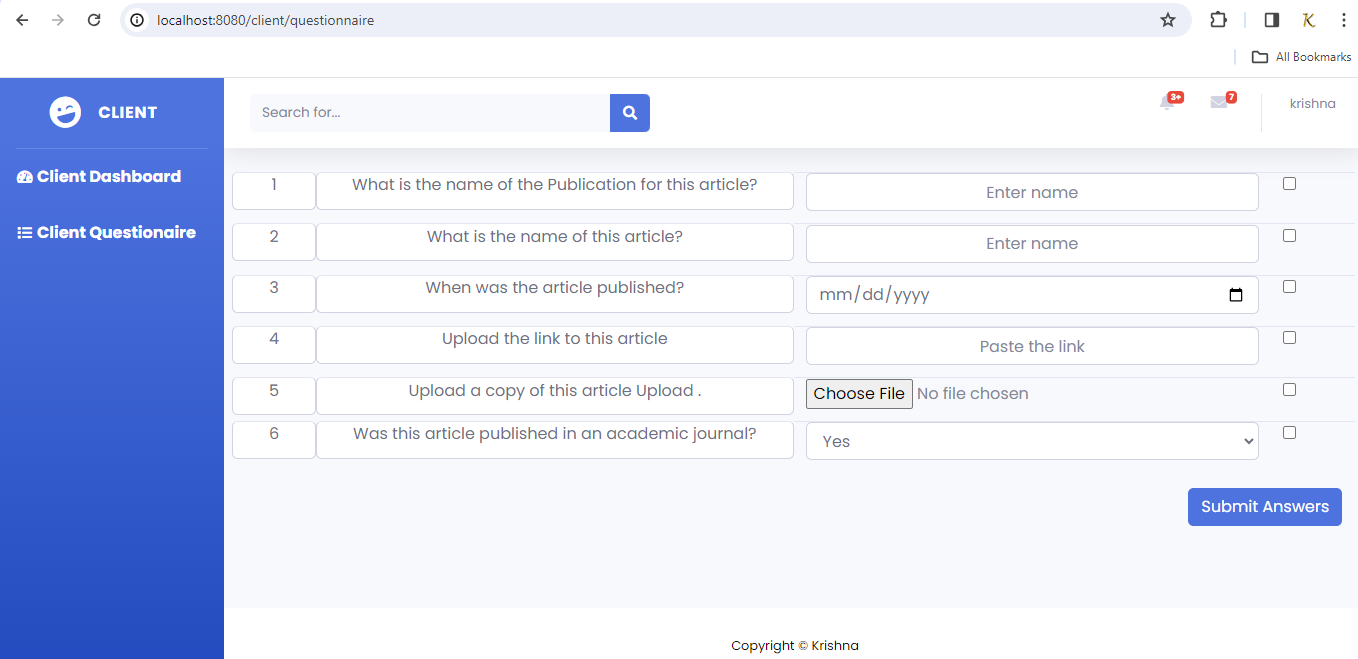 localhost:8080/client/questionnaire
All Bookmarks
CLIENT
Search for...
3+
7
krishna
Client Dashboard
Client Questionaire
1 What is the name of the Publication for this article? Enter name
2 What is the name of this article? Enter name
3 When was the article published? mm/dd/yyyy
4 Upload the link to this article Paste the link
5 Upload a copy of this article Upload . Choose File No file chosen
6 Was this article published in an academic journal? Yes
Submit Answers
Copyright © Krishna